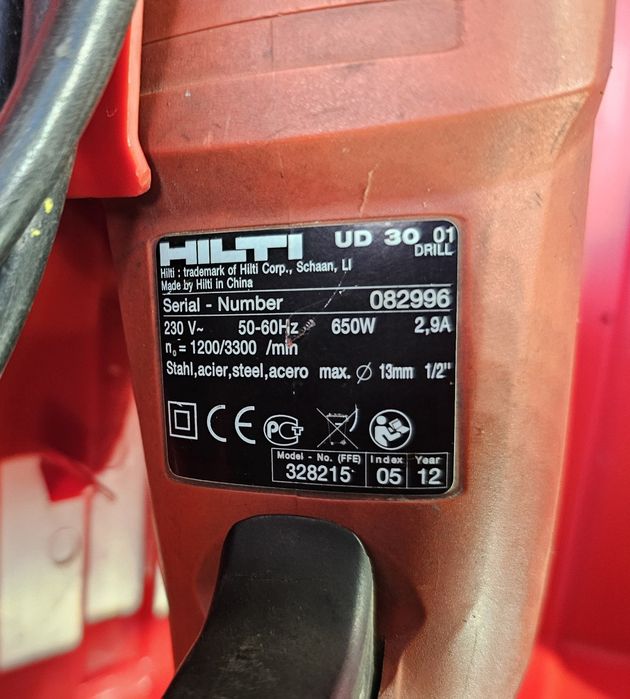 HILTI UD 30 01
DRILL
Hilti : trademark of Hilti Corp., Schaan, LI
Made by Hilti in China
Serial - Number 082996
230 V~ 50-60Hz 650W 2,9A
n₀ = 1200/3300 /min
Stahl,acier,steel,acero max. ∅ 13mm 1/2"
CE PCT
Model - No. (FFE) Index Year
328215 05 12